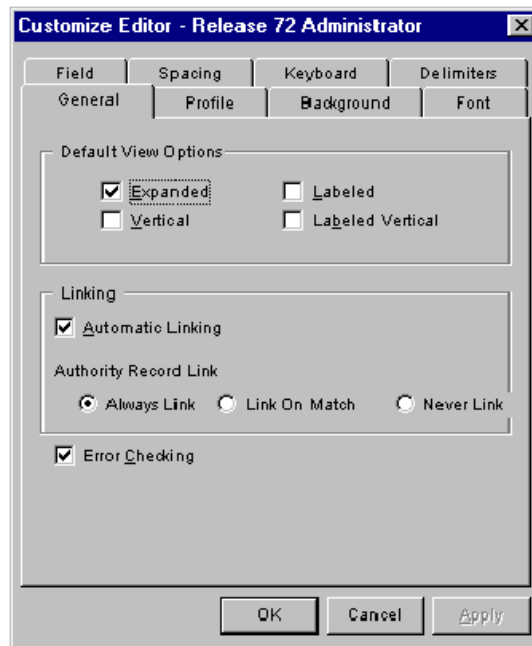 Customize Editor - Release 72 Administrator
Field Spacing Keyboard Delimiters
General Profile Background Font
Default View Options
Expanded Labeled
Vertical Labeled Vertical
Linking
Automatic Linking
Authority Record Link
Always Link Link On Match Never Link
Error Checking
OK Cancel Apply